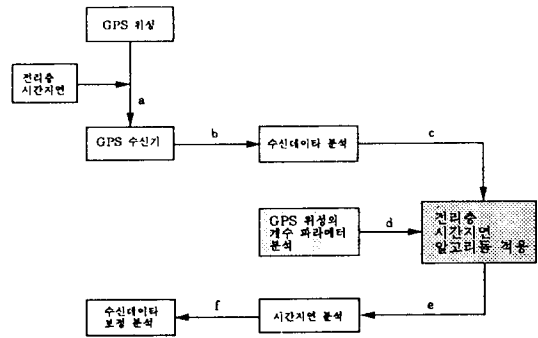 GPS 위성
전리층
시간지연
a
GPS 수신기
b
수신데이타 분석
c
GPS 위성의
계수 파라메터
분석
d
전리층
시간지연
알고리듬 적용
e
시간지연 분석
f
수신데이타
보정 분석